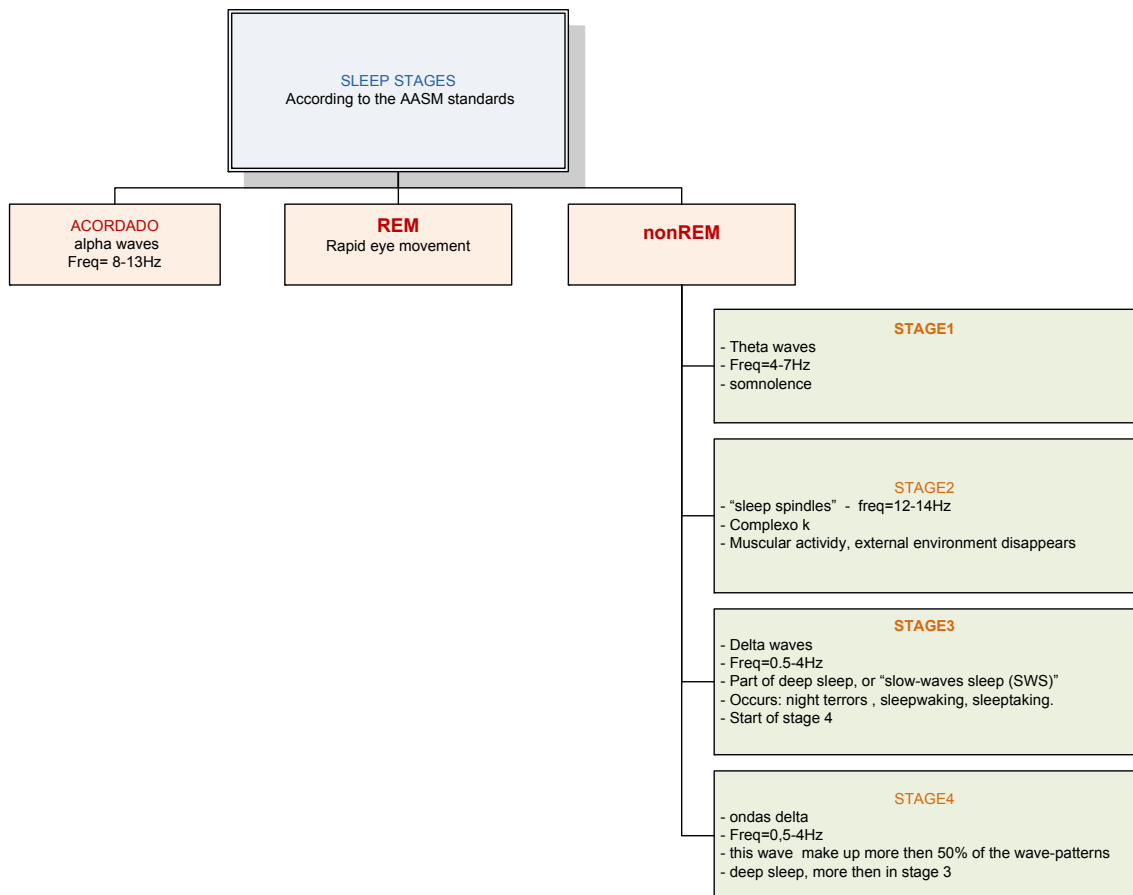 SLEEP STAGES
According to the AASM standards
ACORDADO
alpha waves
Freq= 8-13Hz
REM
Rapid eye movement
nonREM
STAGE1
- Theta waves
- Freq=4-7Hz
- somnolence
STAGE2
- “sleep spindles”  -  freq=12-14Hz
- Complexo k
- Muscular actividy, external environment disappears
STAGE3
- Delta waves
- Freq=0.5-4Hz
- Part of deep sleep, or “slow-waves sleep (SWS)”
- Occurs: night terrors , sleepwaking, sleeptaking.
- Start of stage 4
STAGE4
- ondas delta
- Freq=0,5-4Hz
- this wave  make up more then 50% of the wave-patterns
- deep sleep, more then in stage 3